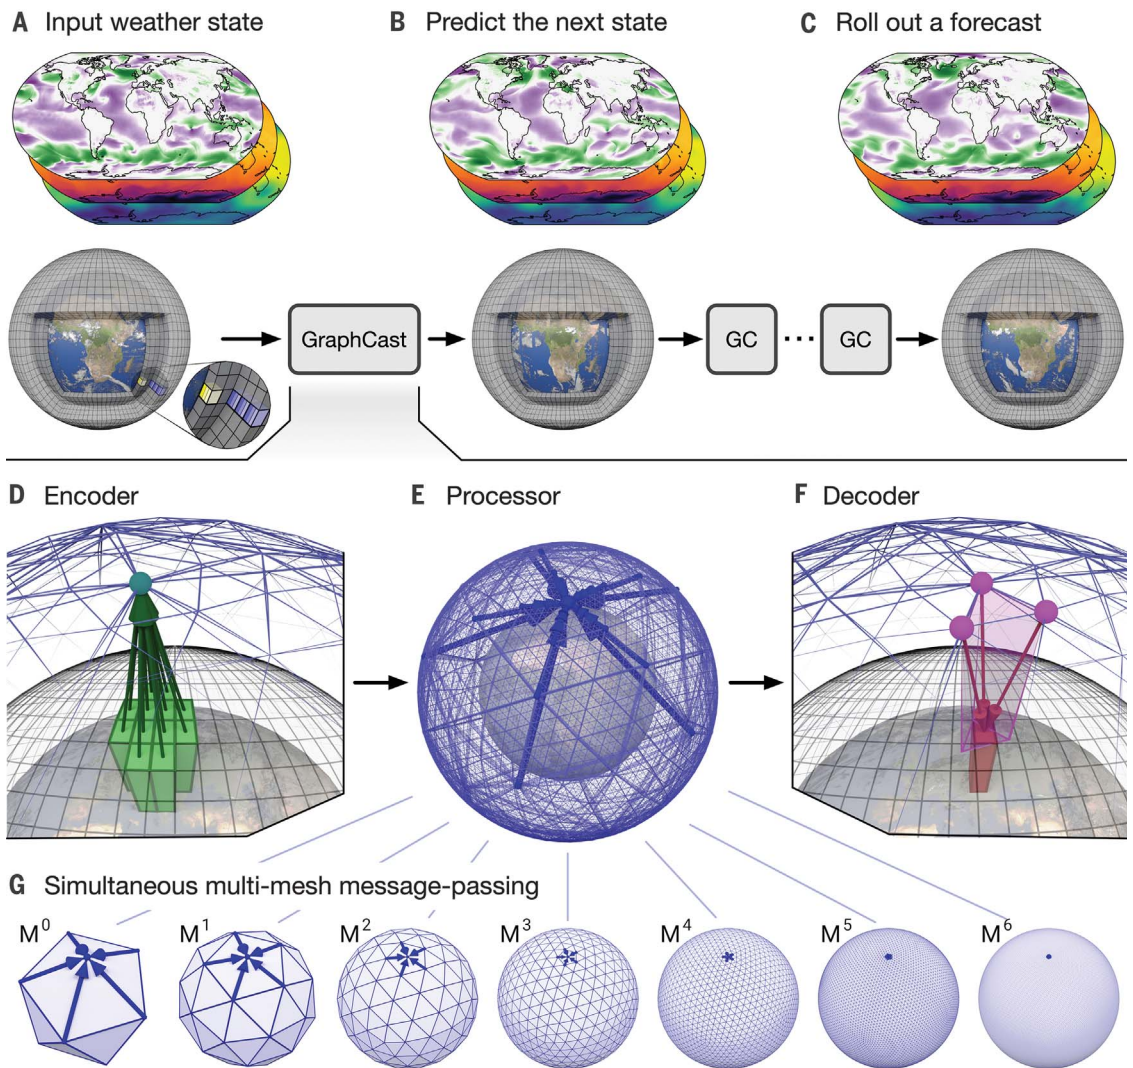 A Input weather state
B Predict the next state
C Roll out a forecast
GraphCast
GC
...
GC
D Encoder
E Processor
F Decoder
G Simultaneous multi-mesh message-passing
M⁰
M¹
M²
M³
M⁴
M⁵
M⁶